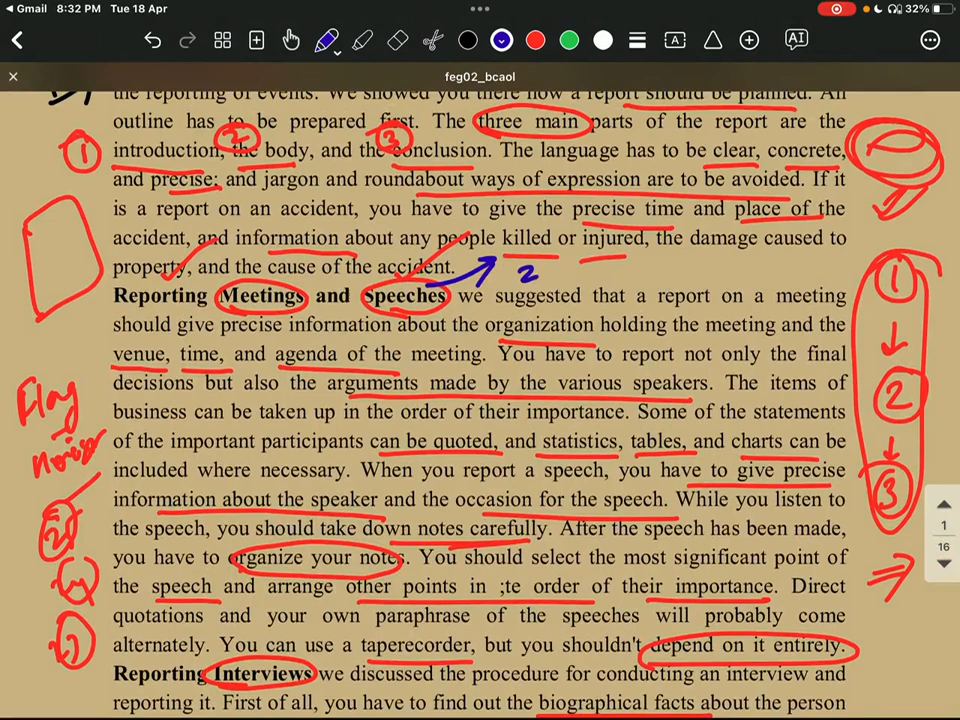 Gmail 8:32 PM Tue 18 Apr 32%
AI
feg02_bcaol
the reporting of events. We showed you there how a report should be planned. An
outline has to be prepared first. The three main parts of the report are the
introduction, the body, and the conclusion. The language has to be clear, concrete,
and precise; and jargon and roundabout ways of expression are to be avoided. If it
is a report on an accident, you have to give the precise time and place of the
accident, and information about any people killed or injured, the damage caused to
property, and the cause of the accident.
Reporting Meetings and Speeches we suggested that a report on a meeting
should give precise information about the organization holding the meeting and the
venue, time, and agenda of the meeting. You have to report not only the final
decisions but also the arguments made by the various speakers. The items of
business can be taken up in the order of their importance. Some of the statements
of the important participants can be quoted, and statistics, tables, and charts can be
included where necessary. When you report a speech, you have to give precise
information about the speaker and the occasion for the speech. While you listen to
the speech, you should take down notes carefully. After the speech has been made,
you have to organize your notes. You should select the most significant point of
the speech and arrange other points in ;te order of their importance. Direct
quotations and your own paraphrase of the speeches will probably come
alternately. You can use a taperecorder, but you shouldn't depend on it entirely.
Reporting Interviews we discussed the procedure for conducting an interview and
reporting it. First of all, you have to find out the biographical facts about the person
1
2
3
2
1
2
3
Flag
2
1
16